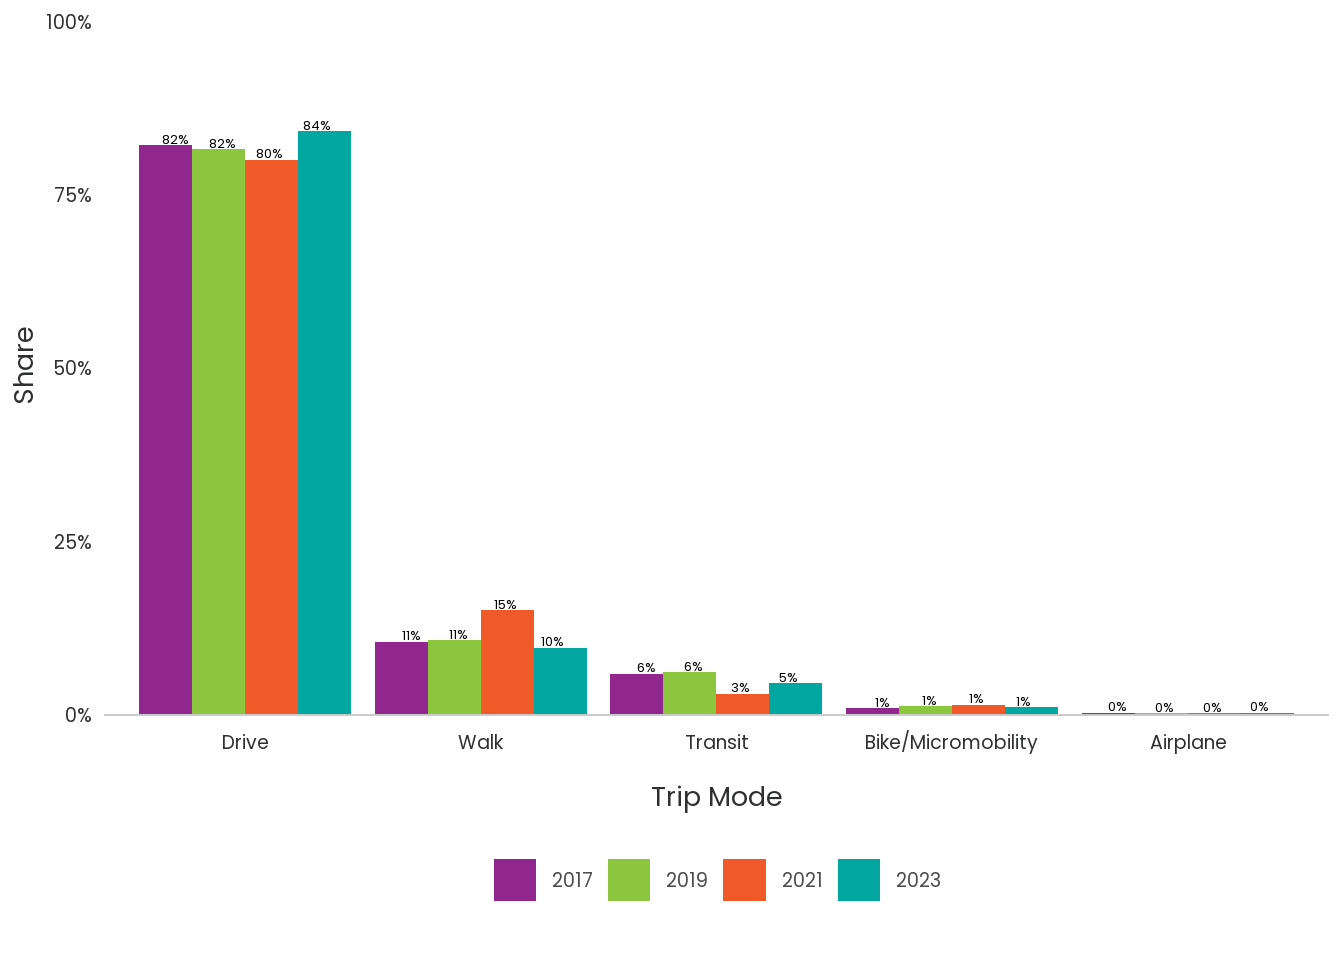 100%
75%
50%
25%
0%
Share
82% 82% 80% 84%
11% 11% 15% 10%
6% 6% 3% 5%
1% 1% 1% 1%
0% 0% 0% 0%
Drive Walk Transit Bike/Micromobility Airplane
Trip Mode
2017 2019 2021 2023